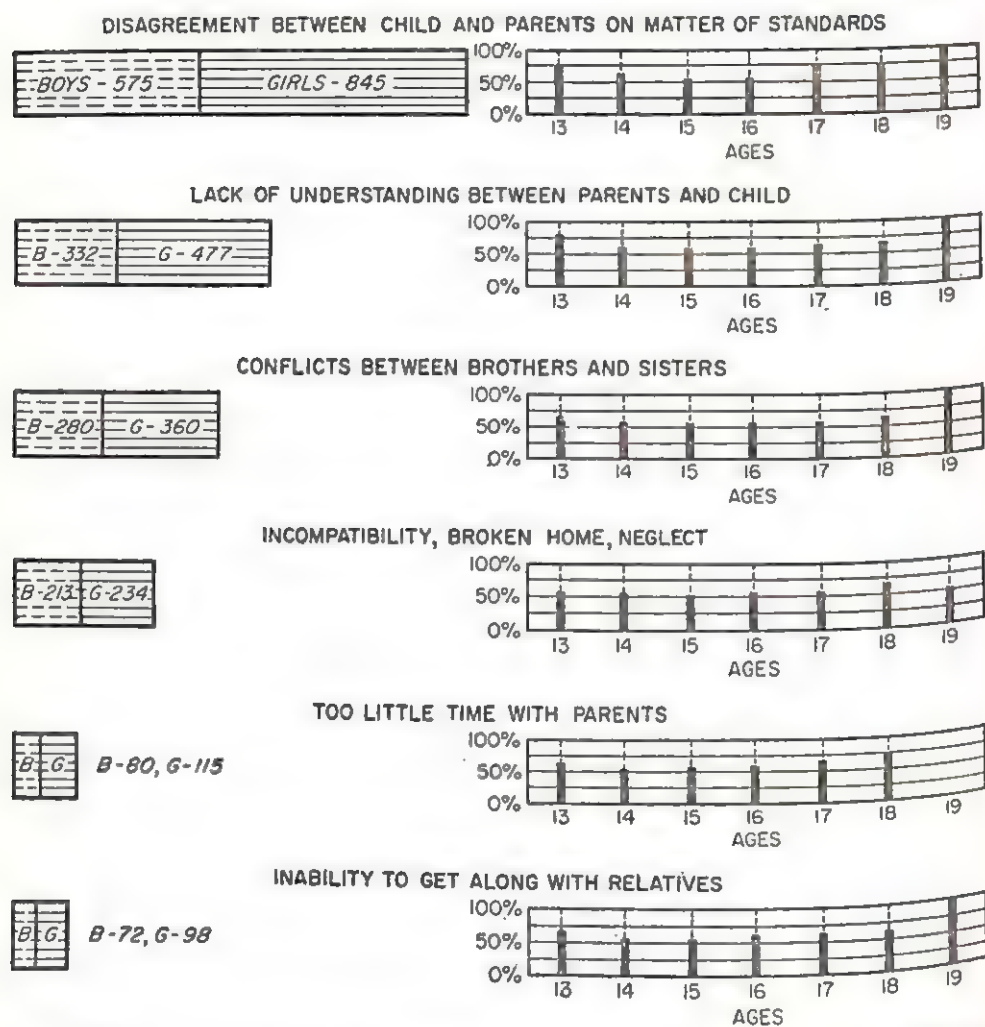 DISAGREEMENT BETWEEN CHILD AND PARENTS ON MATTER OF STANDARDS
BOYS - 575 GIRLS - 845
100%
50%
0%
13 14 15 16 17 18 19
AGES
LACK OF UNDERSTANDING BETWEEN PARENTS AND CHILD
B-332 G-477
100%
50%
0%
13 14 15 16 17 18 19
AGES
CONFLICTS BETWEEN BROTHERS AND SISTERS
B-280 G-360
100%
50%
0%
13 14 15 16 17 18 19
AGES
INCOMPATIBILITY, BROKEN HOME, NEGLECT
B-213 G-234
100%
50%
0%
13 14 15 16 17 18 19
AGES
TOO LITTLE TIME WITH PARENTS
B G B-80, G-115
100%
50%
0%
13 14 15 16 17 18 19
AGES
INABILITY TO GET ALONG WITH RELATIVES
B G B-72, G-98
100%
50%
0%
13 14 15 16 17 18 19
AGES